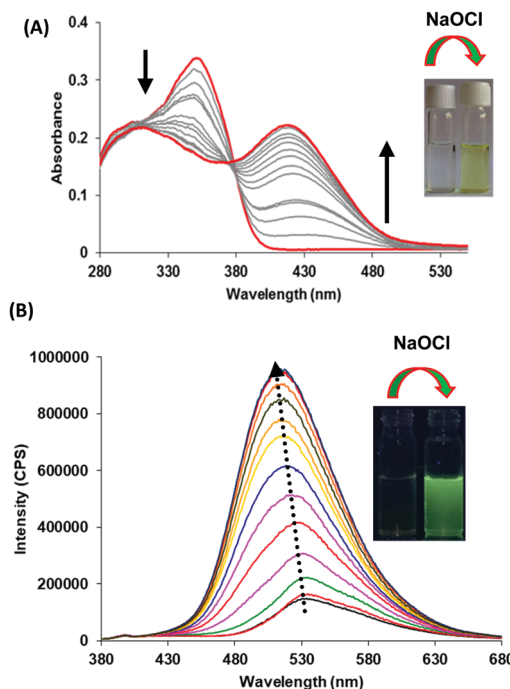 (A)
NaOCl
0.4
0.3
0.2
0.1
0
Absorbance
280 330 380 430 480 530
Wavelength (nm)
(B)
NaOCl
1000000
800000
600000
400000
200000
0
Intensity (CPS)
380 430 480 530 580 630 680
Wavelength (nm)